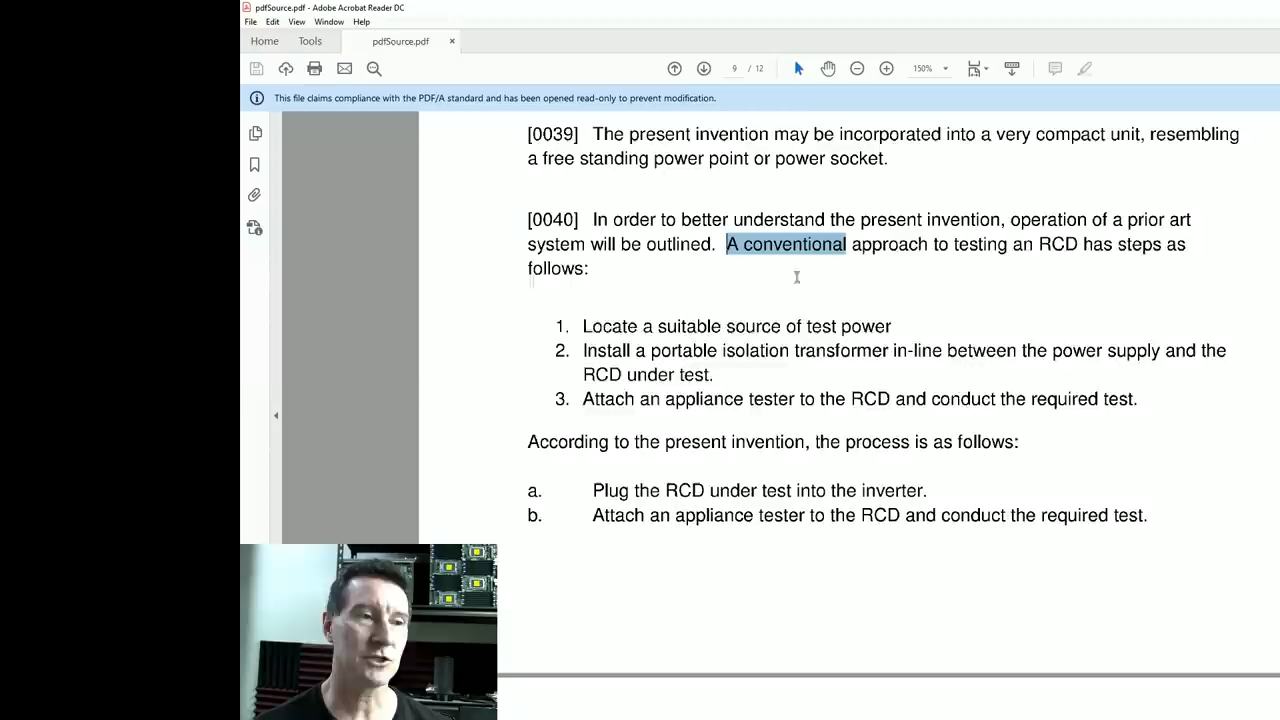 pdfSource.pdf - Adobe Acrobat Reader DC
File Edit View Window Help
Home Tools pdfSource.pdf ×
9 / 12 150%
This file claims compliance with the PDF/A standard and has been opened read-only to prevent modification.
[0039] The present invention may be incorporated into a very compact unit, resembling
a free standing power point or power socket.
[0040] In order to better understand the present invention, operation of a prior art
system will be outlined. A conventional approach to testing an RCD has steps as
follows:
1. Locate a suitable source of test power
2. Install a portable isolation transformer in-line between the power supply and the
RCD under test.
3. Attach an appliance tester to the RCD and conduct the required test.
According to the present invention, the process is as follows:
a. Plug the RCD under test into the inverter.
b. Attach an appliance tester to the RCD and conduct the required test.